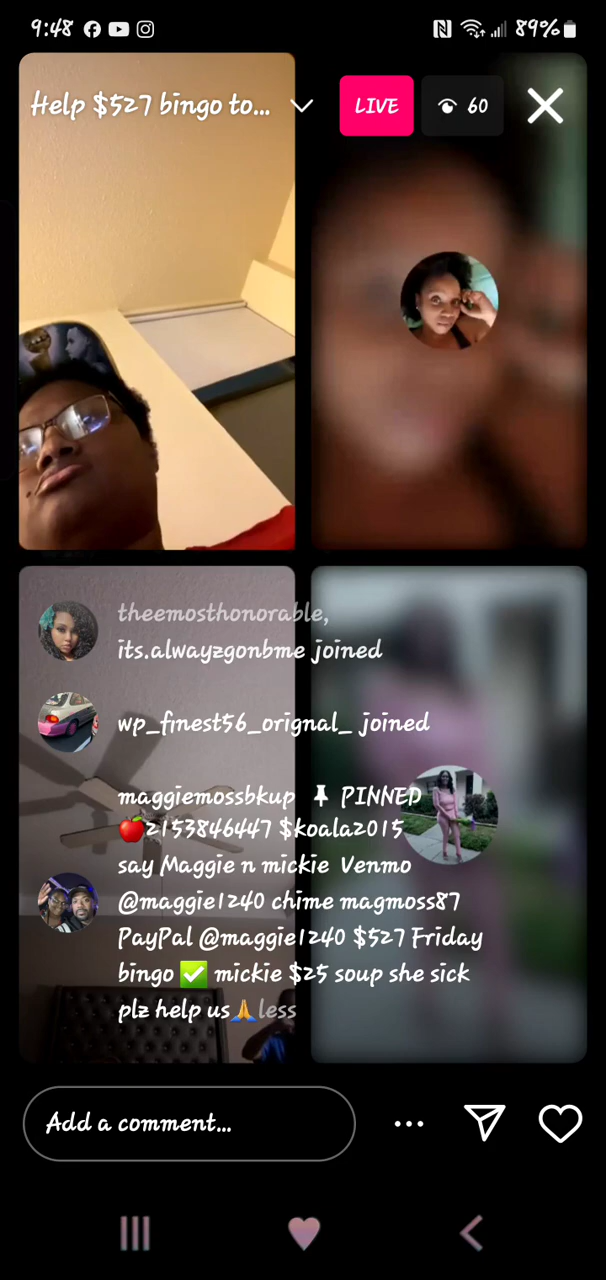 9:48
89%
Help $527 bingo to...
LIVE
60
theemosthonorable,
its.alwayzgonbme joined
wp_finest56_orignal_ joined
maggiemossbkup 📌 PINNED
🍎2153846447 $koala2015
say Maggie n mickie Venmo
@maggie1240 chime magmoss87
PayPal @maggie1240 $527 Friday
bingo ✅ mickie $25 soup she sick
plz help us🙏less
Add a comment...